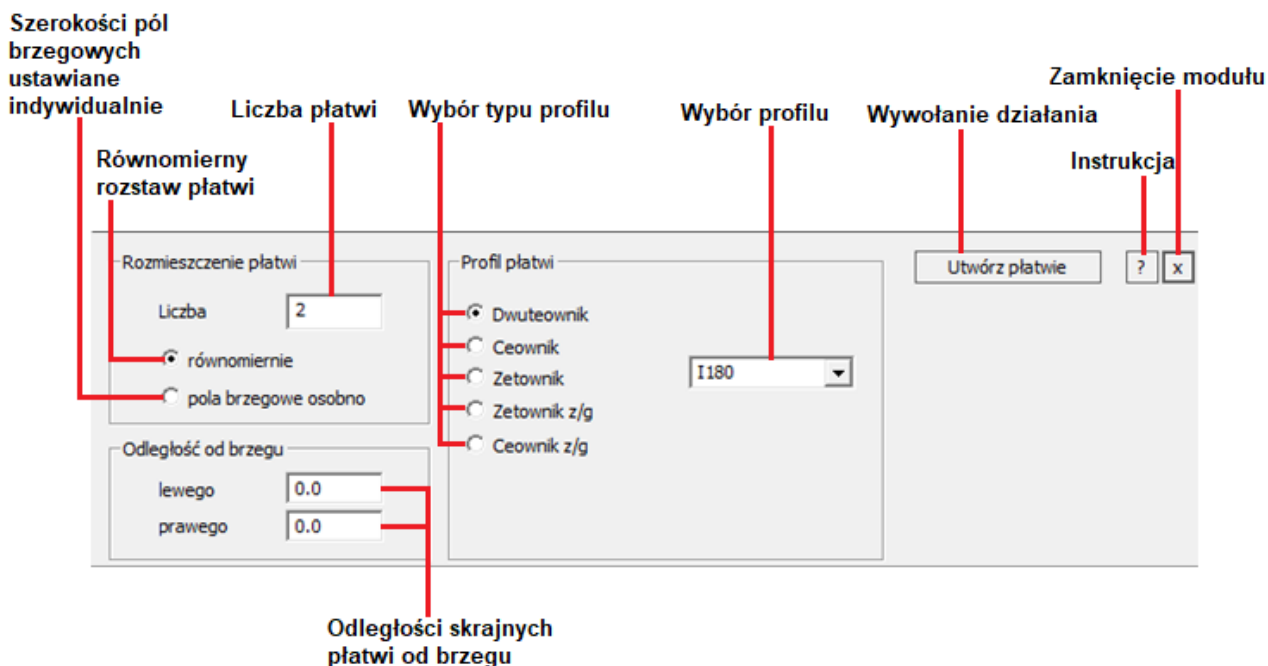 Szerokości pól
brzegowych
ustawiane
indywidualnie
Liczba płatwi
Wybór typu profilu
Wybór profilu
Wywołanie działania
Zamknięcie modułu
Równomierny
rozstaw płatwi
Instrukcja
Rozmieszczenie płatwi
Liczba
2
równomiernie
pola brzegowe osobno
Odległość od brzegu
lewego
0.0
prawego
0.0
Profil płatwi
Dwuteownik
Ceownik
Zetownik
Zetownik z/g
Ceownik z/g
I180
Utwórz płatwie
?
x
Odległości skrajnych
płatwi od brzegu